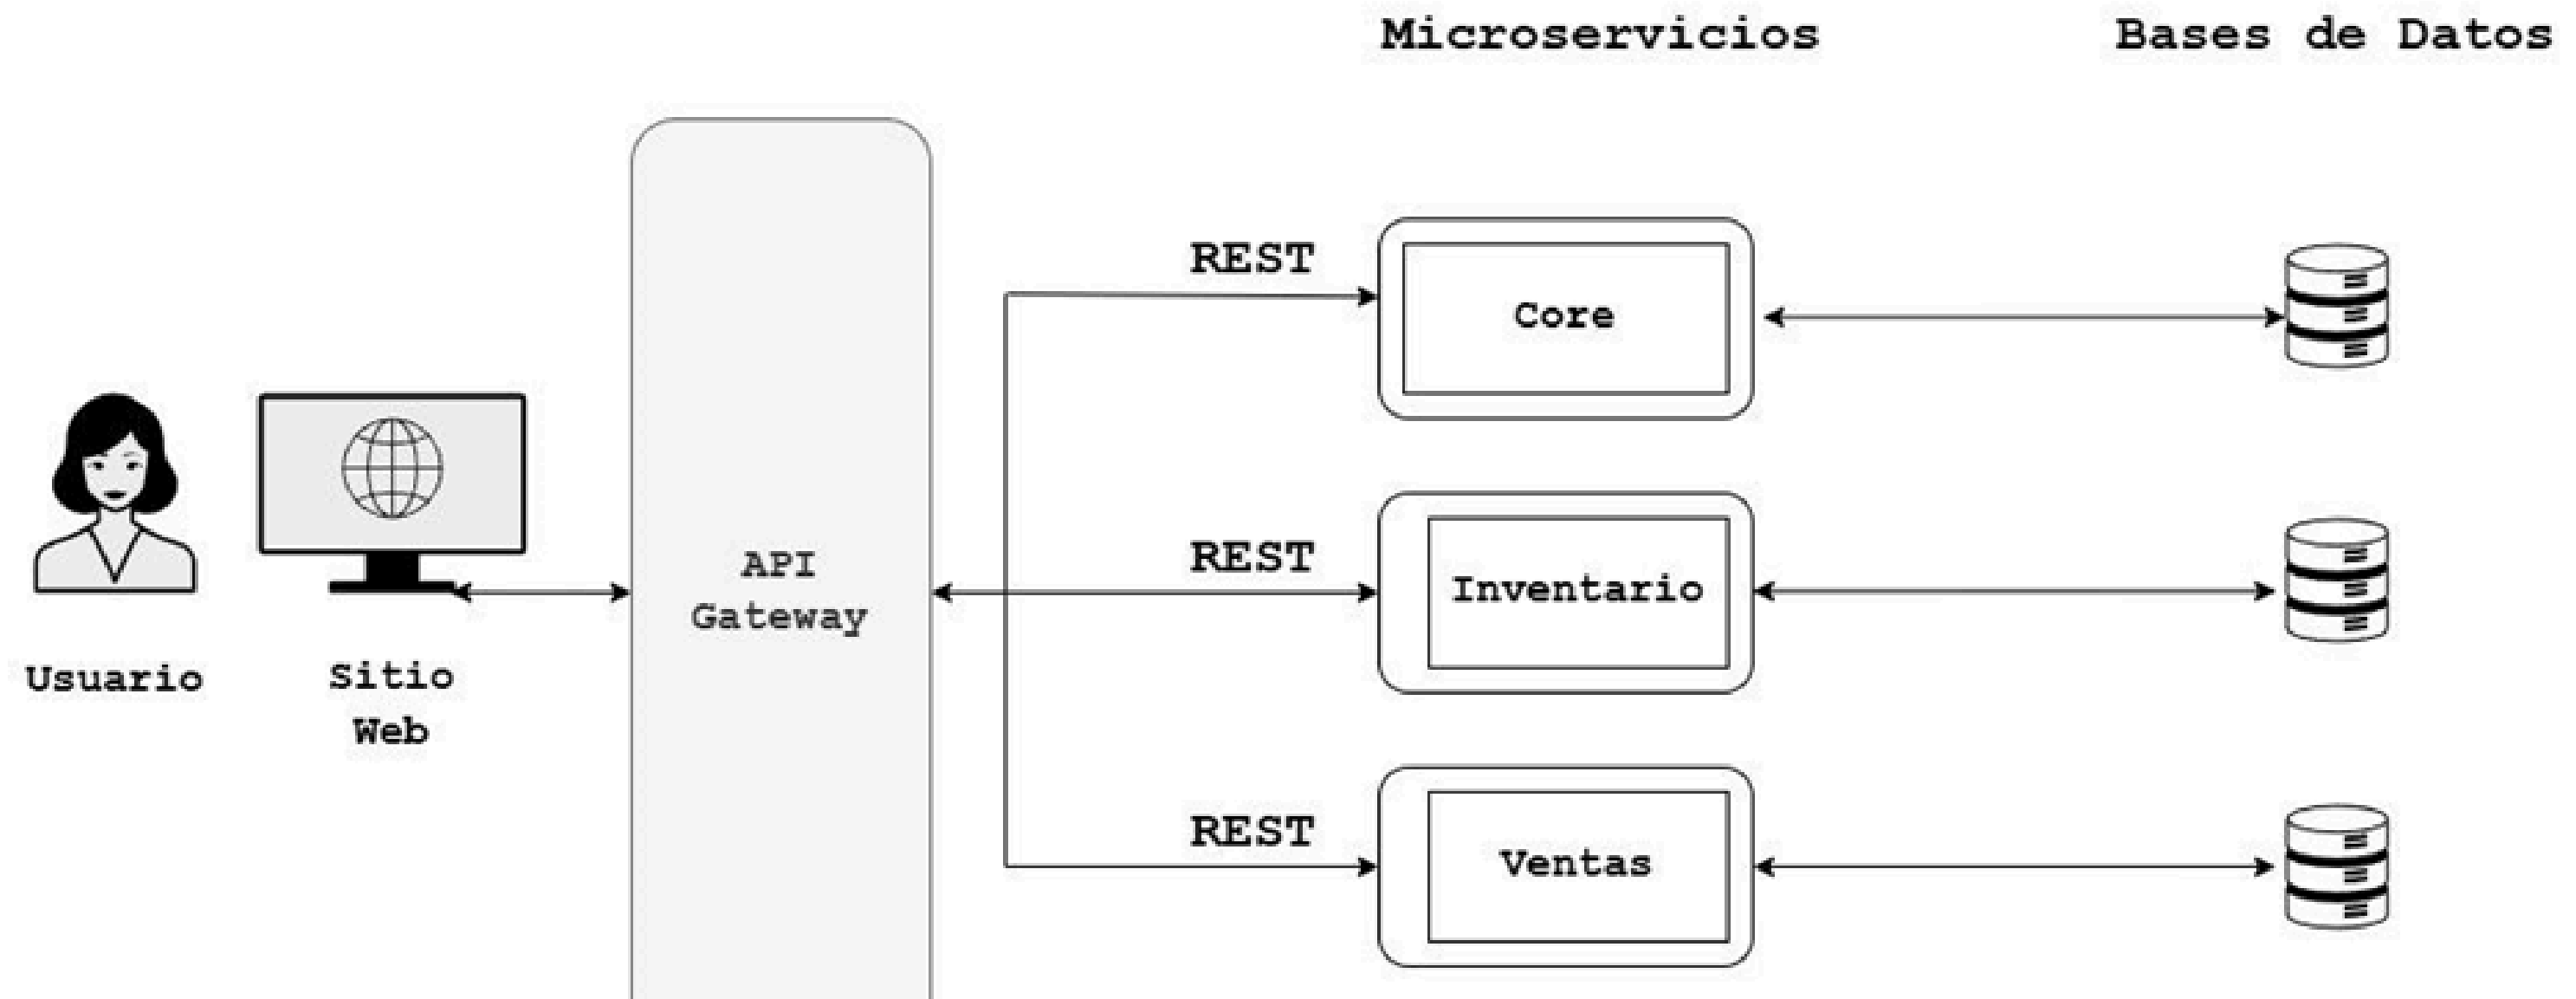 Microservicios
Bases de Datos
REST
Core
API
Gateway
REST
Inventario
Usuario
Sitio
Web
REST
Ventas